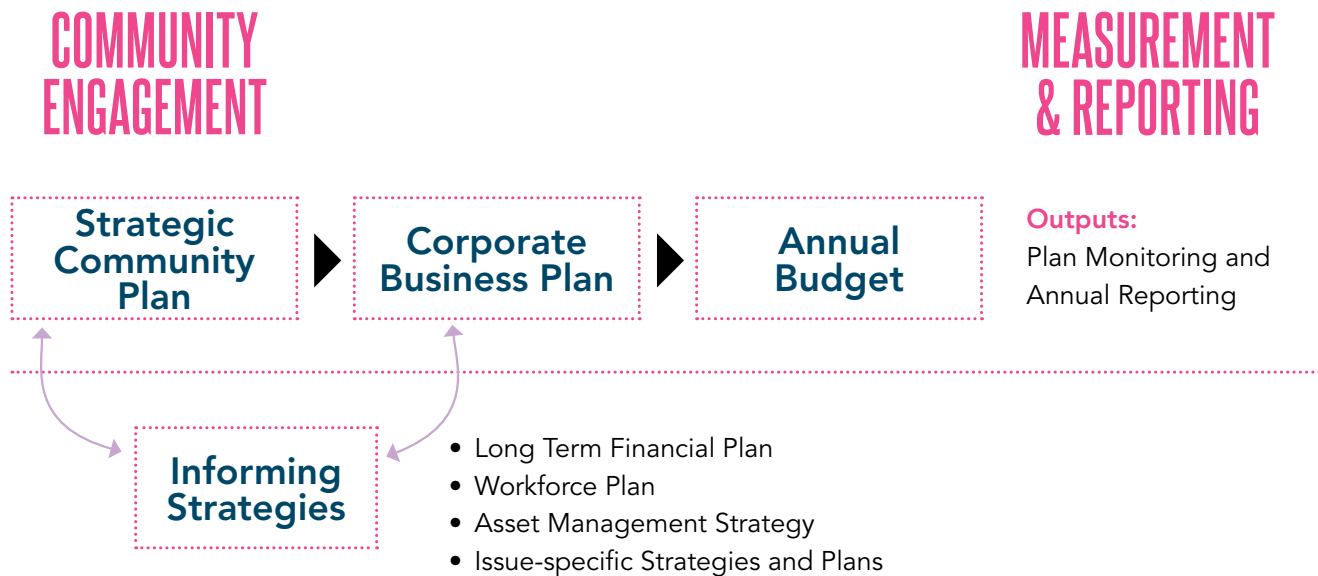 COMMUNITY
ENGAGEMENT
MEASUREMENT
& REPORTING
Strategic
Community
Plan
Corporate
Business Plan
Annual
Budget
Outputs:
Plan Monitoring and
Annual Reporting
Informing
Strategies
• Long Term Financial Plan
• Workforce Plan
• Asset Management Strategy
• Issue-specific Strategies and Plans